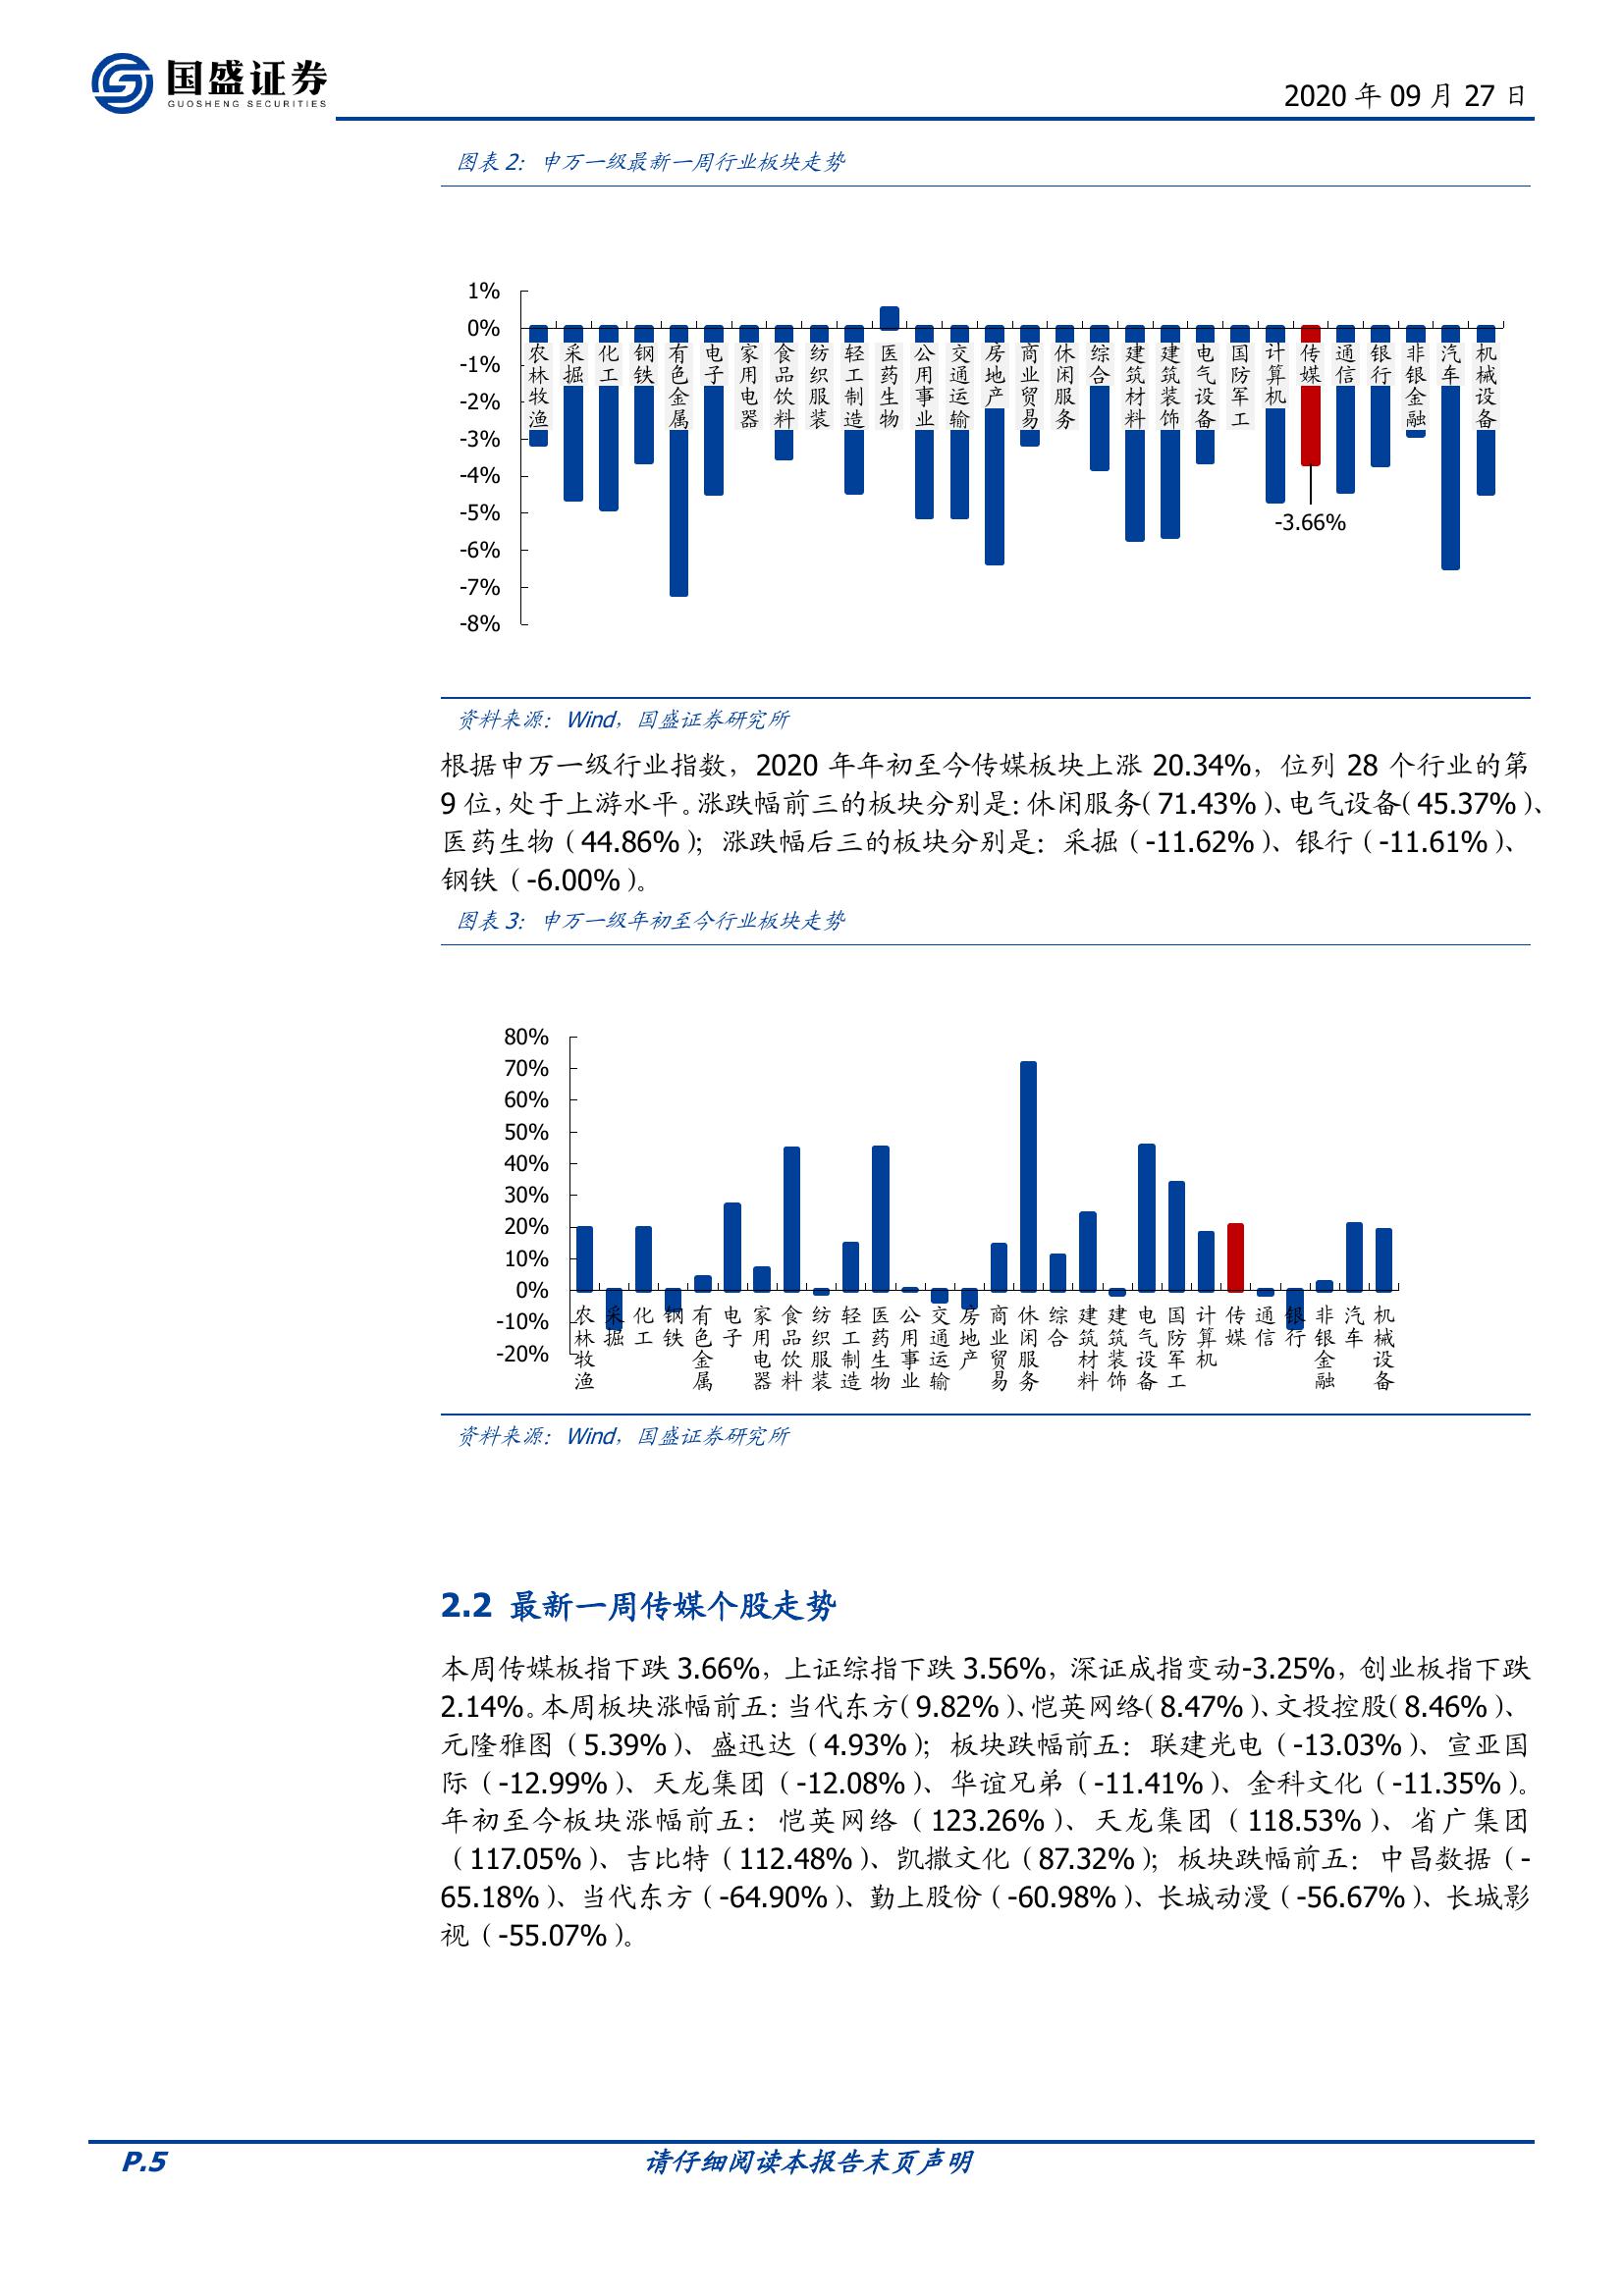 国盛证券
GUOSHENG SECURITIES
2020 年 09 月 27 日
图表 2： 申万一级最新一周行业板块走势
1%
0%
-1%
-2%
-3%
-4%
-5%
-6%
-7%
-8%
农林牧渔
采掘
化工
钢铁
有色金属
电子
家用电器
食品饮料
纺织服装
轻工制造
医药生物
公用事业
交通运输
房地产
商业贸易
休闲服务
综合
建筑材料
建筑装饰
电气设备
国防军工
计算机
传媒
通信
银行
非银金融
汽车
机械设备
-3.66%
资料来源：Wind，国盛证券研究所
根据申万一级行业指数，2020 年年初至今传媒板块上涨 20.34%，位列 28 个行业的第
9 位，处于上游水平。涨跌幅前三的板块分别是：休闲服务（71.43%）、电气设备（45.37%）、
医药生物（44.86%）；涨跌幅后三的板块分别是：采掘（-11.62%）、银行（-11.61%）、
钢铁（-6.00%）。
图表 3： 申万一级年初至今行业板块走势
80%
70%
60%
50%
40%
30%
20%
10%
0%
-10%
-20%
农林牧渔
采掘
化工
钢铁
有色金属
电子
家用电器
食品饮料
纺织服装
轻工制造
医药生物
公用事业
交通运输
房地产
商业贸易
休闲服务
综合
建筑材料
建筑装饰
电气设备
国防军工
计算机
传媒
通信
银行
非银金融
汽车
机械设备
资料来源：Wind，国盛证券研究所
2.2 最新一周传媒个股走势
本周传媒板指下跌 3.66%，上证综指下跌 3.56%，深证成指变动-3.25%，创业板指下跌
2.14%。本周板块涨幅前五：当代东方（9.82%）、恺英网络（8.47%）、文投控股（8.46%）、
元隆雅图（5.39%）、盛迅达（4.93%）；板块跌幅前五：联建光电（-13.03%）、宣亚国
际（-12.99%）、天龙集团（-12.08%）、华谊兄弟（-11.41%）、金科文化（-11.35%）。
年初至今板块涨幅前五：恺英网络（123.26%）、天龙集团（118.53%）、省广集团
（117.05%）、吉比特（112.48%）、凯撒文化（87.32%）；板块跌幅前五：中昌数据（-
65.18%）、当代东方（-64.90%）、勤上股份（-60.98%）、长城动漫（-56.67%）、长城影
视（-55.07%）。
P.5
请仔细阅读本报告末页声明